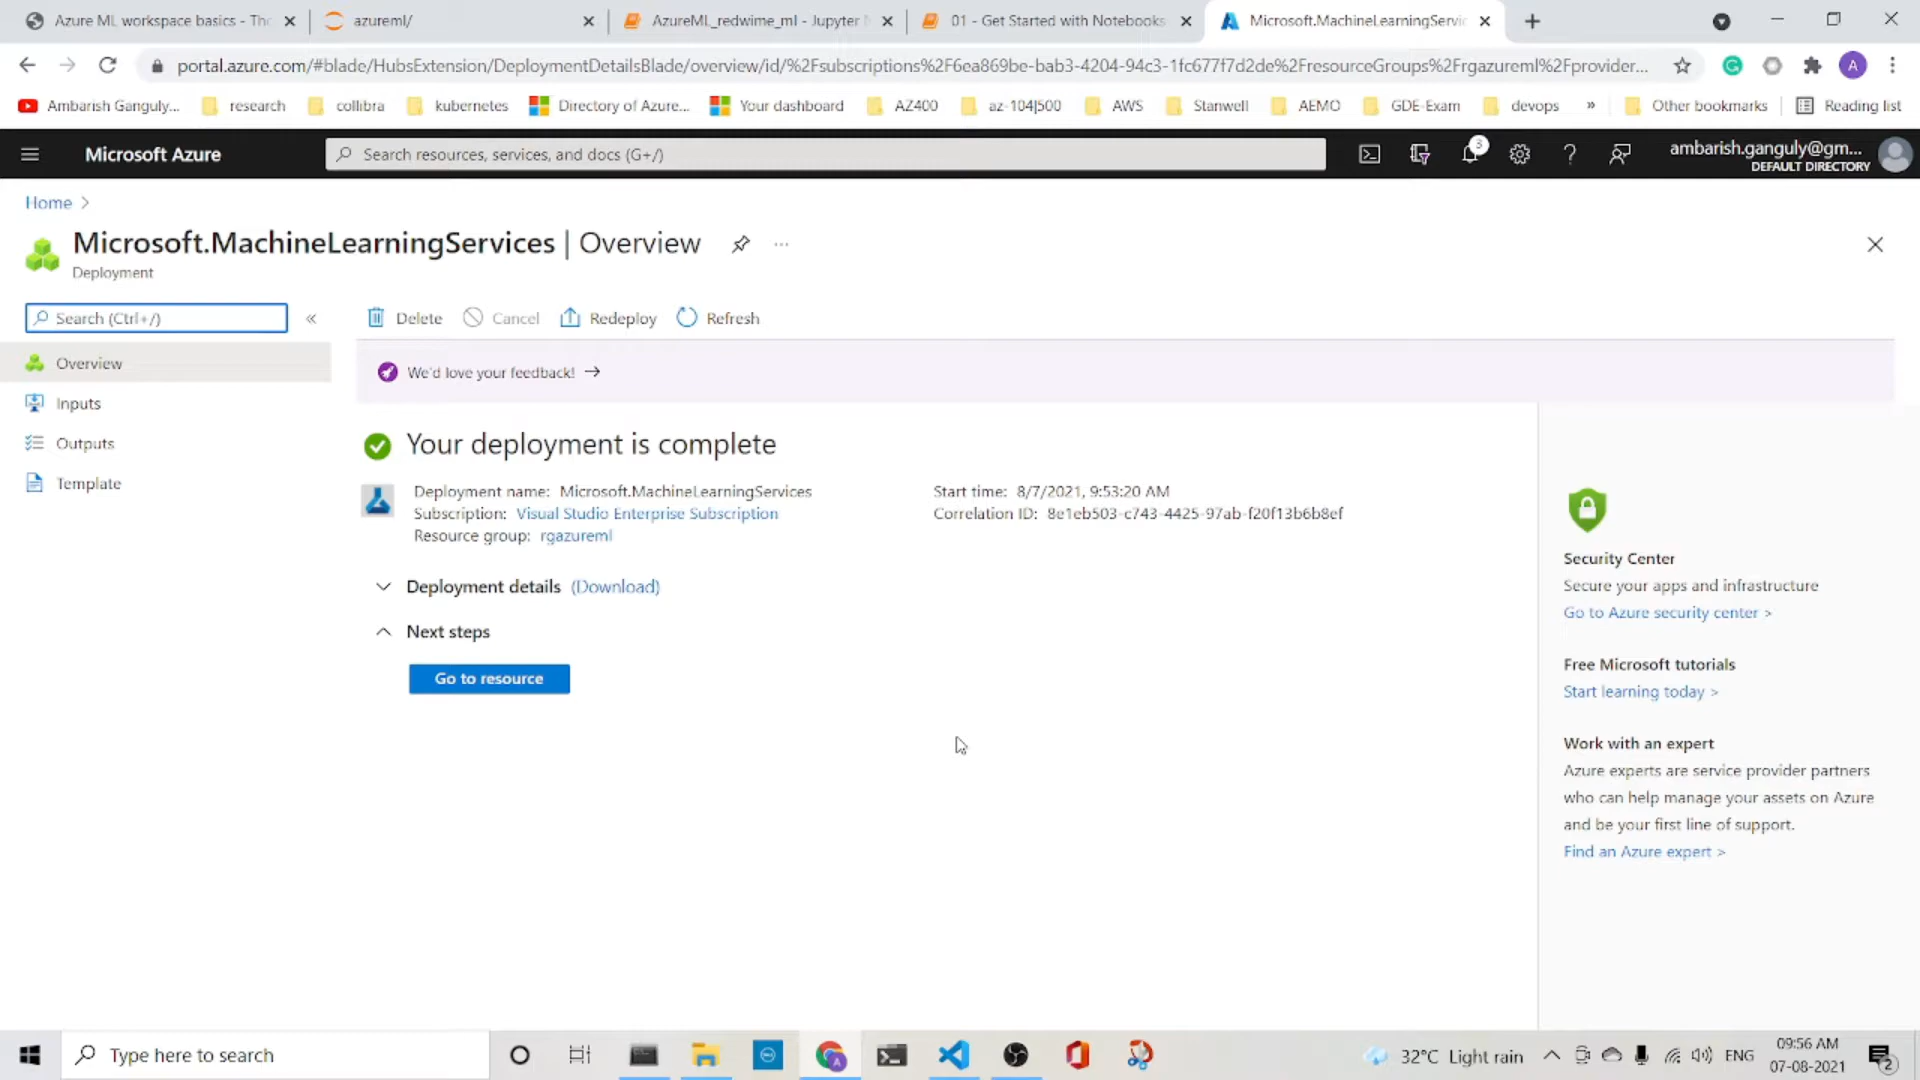 Azure ML workspace basics - Tho
azureml/
AzureML_redwime_ml - Jupyter N
01 - Get Started with Notebooks
Microsoft.MachineLearningServic
portal.azure.com/#blade/HubsExtension/DeploymentDetailsBlade/overview/id/%2Fsubscriptions%2F6ea869be-bab3-4204-94c3-1fc677f7d2de%2FresourceGroups%2Frgazureml%2Fprovider...
A
Ambarish Ganguly...
research
collibra
kubernetes
Directory of Azure...
Your dashboard
AZ400
az-104|500
AWS
Stanwell
AEMO
GDE-Exam
devops
»
Other bookmarks
Reading list
Microsoft Azure
Search resources, services, and docs (G+/)
3
ambarish.ganguly@gm...
DEFAULT DIRECTORY
Home >
Microsoft.MachineLearningServices | Overview
...
Deployment
Search (Ctrl+/)
«
Overview
Inputs
Outputs
Template
Delete
Cancel
Redeploy
Refresh
We'd love your feedback! →
Your deployment is complete
Deployment name: Microsoft.MachineLearningServices
Subscription: Visual Studio Enterprise Subscription
Resource group: rgazureml
Start time: 8/7/2021, 9:53:20 AM
Correlation ID: 8e1eb503-c743-4425-97ab-f20f13b6b8ef
Deployment details (Download)
Next steps
Go to resource
Security Center
Secure your apps and infrastructure
Go to Azure security center >
Free Microsoft tutorials
Start learning today >
Work with an expert
Azure experts are service provider partners
who can help manage your assets on Azure
and be your first line of support.
Find an Azure expert >
Type here to search
32°C Light rain
ENG
09:56 AM
07-08-2021
2